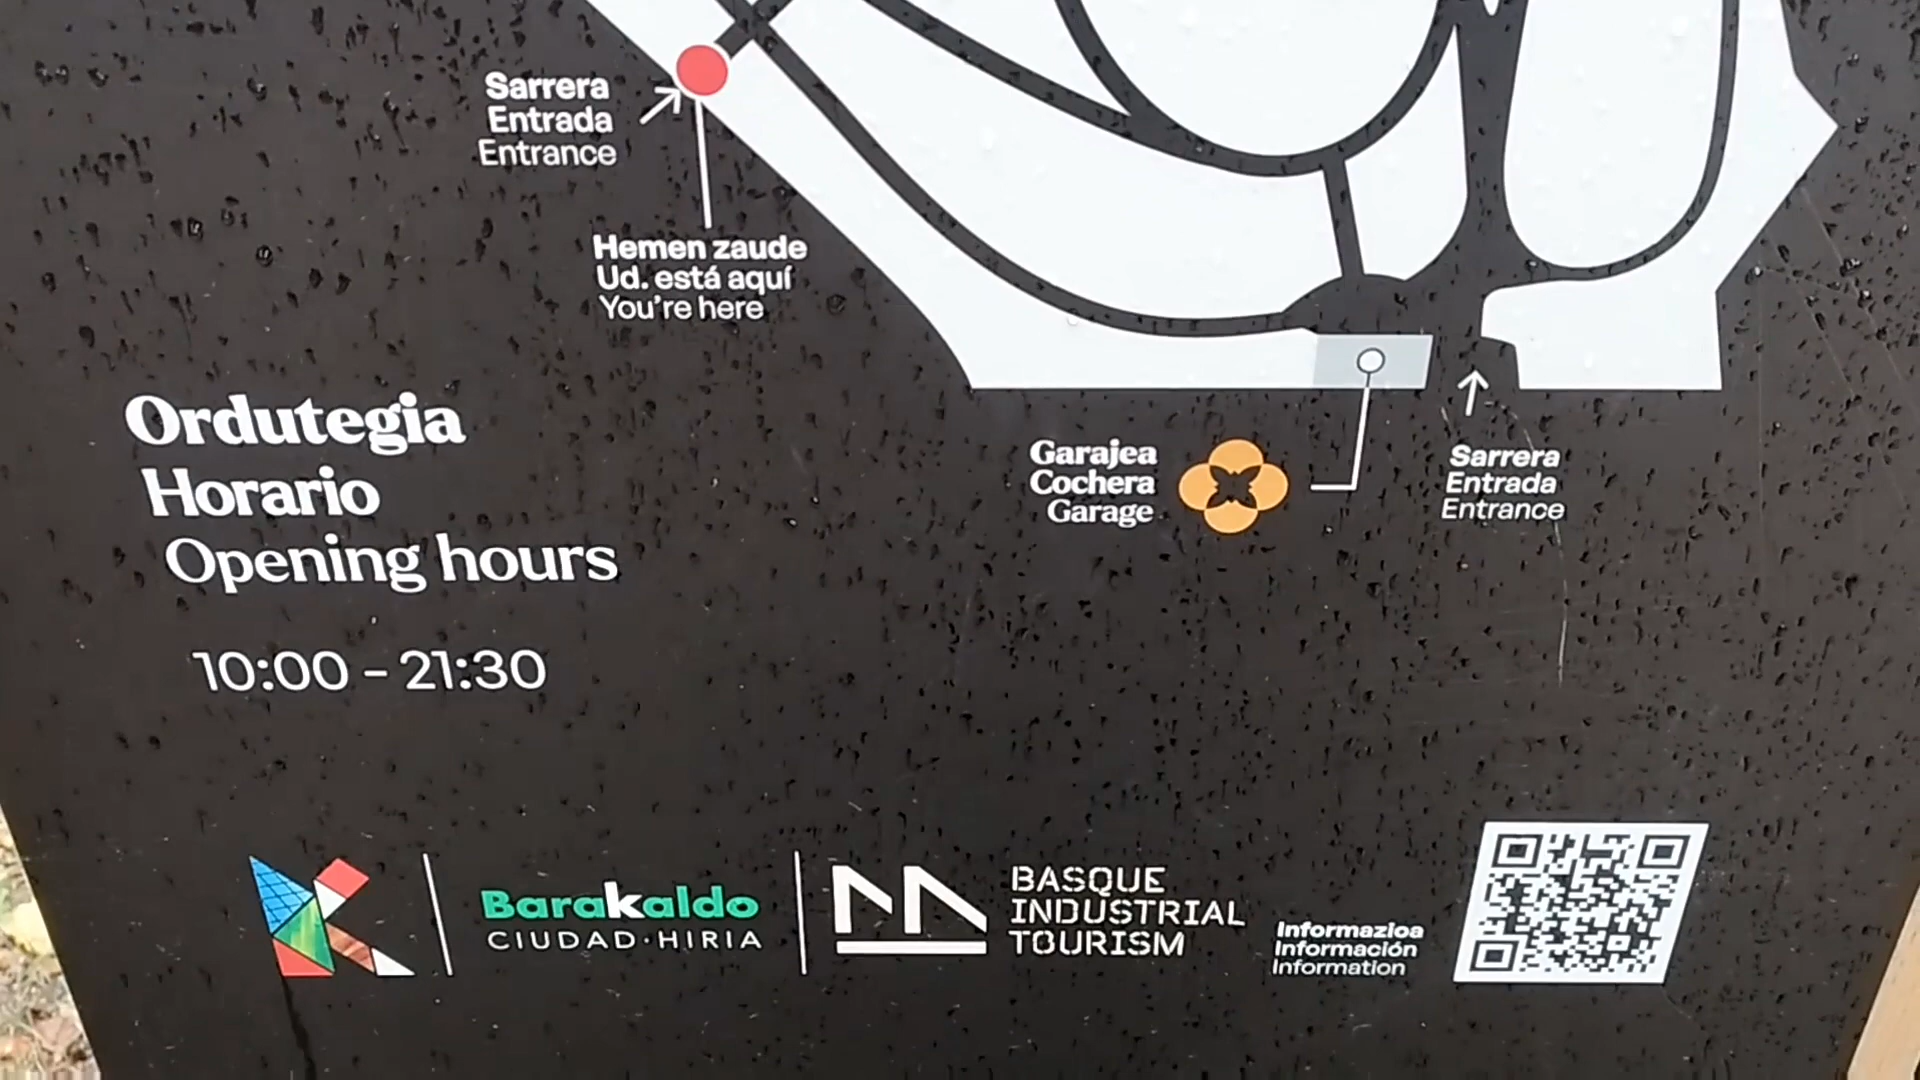 Sarrera
Entrada
Entrance
Hemen zaude
Ud. está aquí
You're here
Ordutegia
Horario
Opening hours
10:00 - 21:30
Garajea
Cochera
Garage
Sarrera
Entrada
Entrance
Barakaldo
CIUDAD·HIRIA
BASQUE
INDUSTRIAL
TOURISM
Informazioa
Información
Information